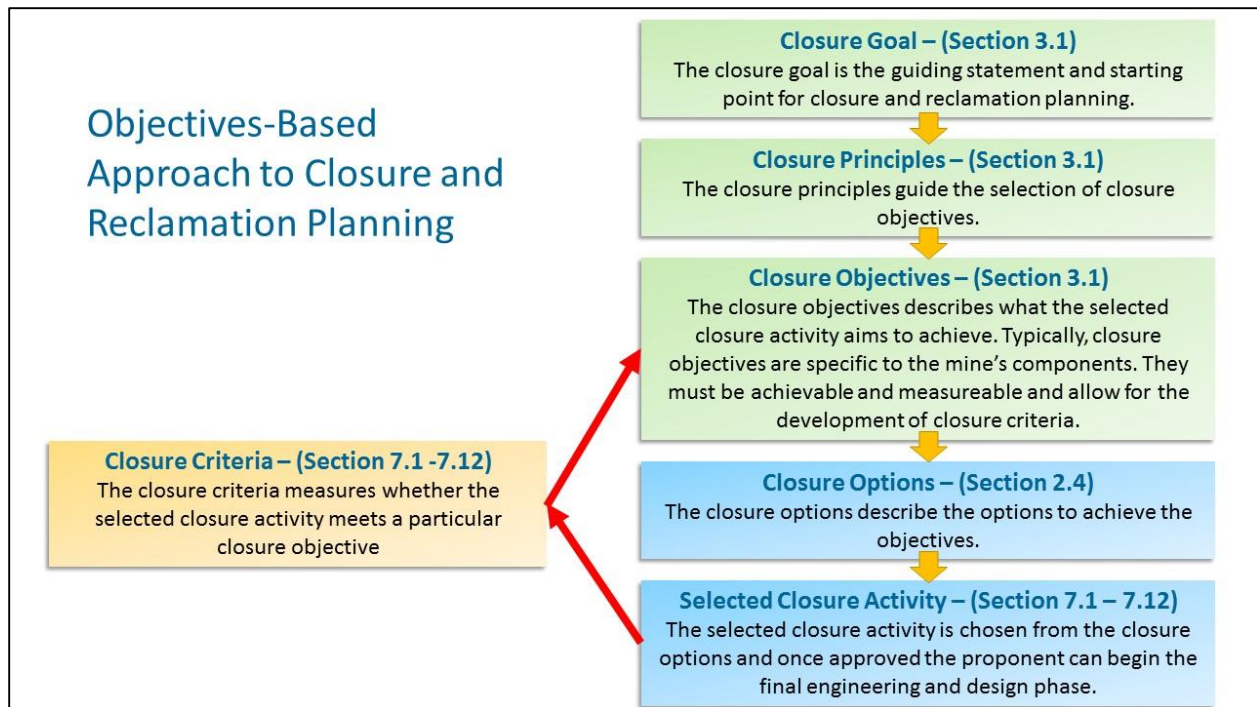 Objectives-Based
Approach to Closure and
Reclamation Planning
Closure Goal – (Section 3.1)
The closure goal is the guiding statement and starting
point for closure and reclamation planning.
Closure Principles – (Section 3.1)
The closure principles guide the selection of closure
objectives.
Closure Objectives – (Section 3.1)
The closure objectives describes what the selected
closure activity aims to achieve. Typically, closure
objectives are specific to the mine's components. They
must be achievable and measureable and allow for the
development of closure criteria.
Closure Options – (Section 2.4)
The closure options describe the options to achieve the
objectives.
Selected Closure Activity – (Section 7.1 – 7.12)
The selected closure activity is chosen from the closure
options and once approved the proponent can begin the
final engineering and design phase.
Closure Criteria – (Section 7.1 -7.12)
The closure criteria measures whether the
selected closure activity meets a particular
closure objective